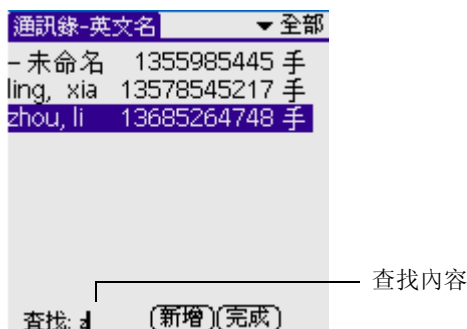 通訊錄-英文名 全部
– 未命名 1355985445 手
ling, xia 13578545217 手
zhou, li 13685264748 手
查找內容
查找: a 新增 完成